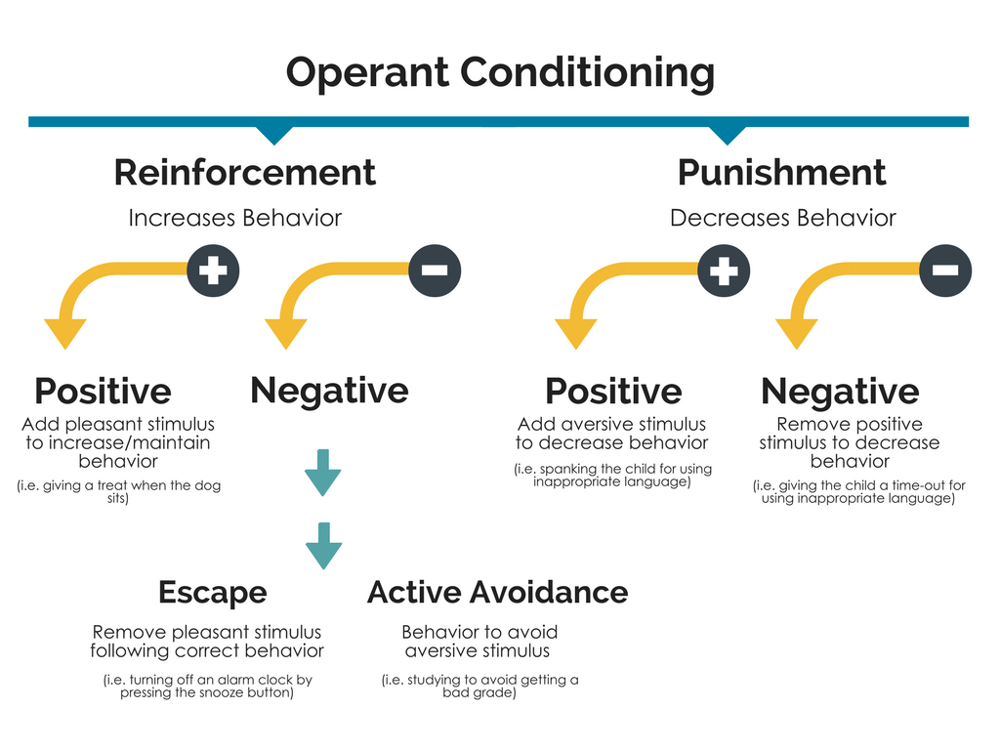 Operant Conditioning
Reinforcement
Increases Behavior
Punishment
Decreases Behavior
Positive
Add pleasant stimulus
to increase/maintain
behavior
(i.e. giving a treat when the dog
sits)
Negative
Positive
Add aversive stimulus
to decrease behavior
(i.e. spanking the child for using
inappropriate language)
Negative
Remove positive
stimulus to decrease
behavior
(i.e. giving the child a time-out for
using inappropriate language)
Escape
Remove pleasant stimulus
following correct behavior
(i.e. turning off an alarm clock by
pressing the snooze button)
Active Avoidance
Behavior to avoid
aversive stimulus
(i.e. studying to avoid getting a
bad grade)